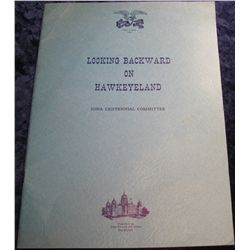 LOOKING BACKWARD
ON
HAWKEYELAND
IOWA CENTENNIAL COMMITTEE